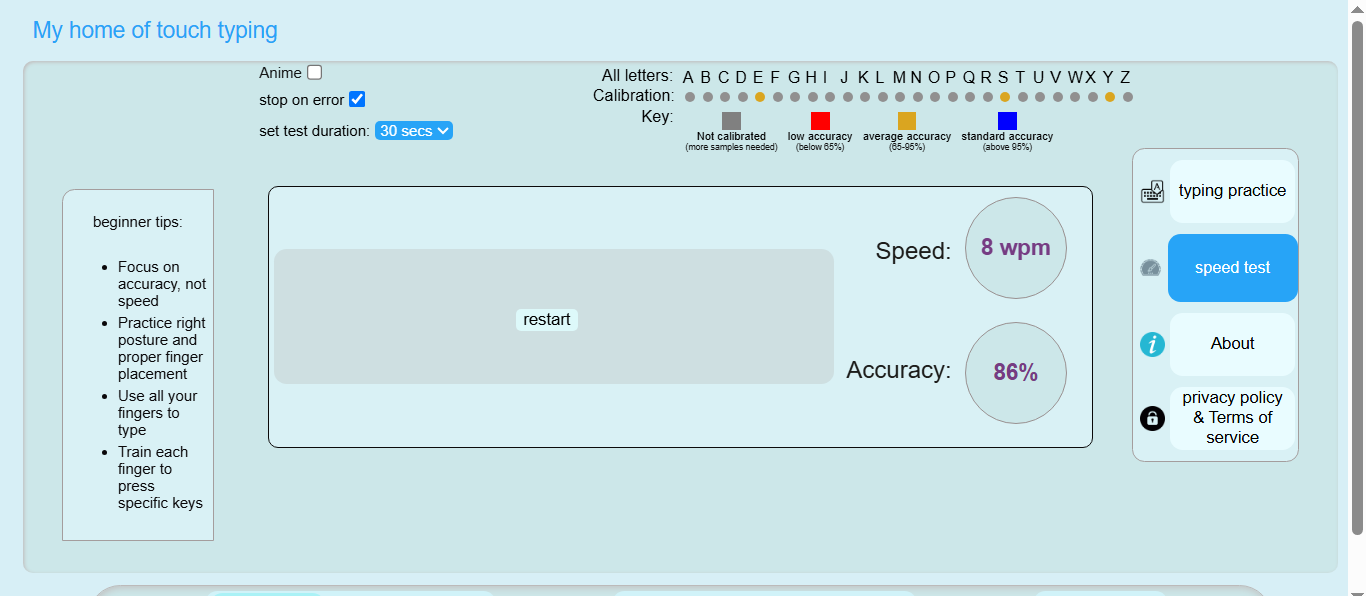 My home of touch typing
Anime
stop on error
set test duration: 30 secs
All letters: A B C D E F G H I J K L M N O P Q R S T U V W X Y Z
Calibration:
Key:
Not calibrated
(more samples needed)
low accuracy
(below 65%)
average accuracy
(65-95%)
standard accuracy
(above 95%)
beginner tips:
Focus on
accuracy, not
speed
Practice right
posture and
proper finger
placement
Use all your
fingers to
type
Train each
finger to
press
specific keys
restart
Speed: 8 wpm
Accuracy: 86%
typing practice
speed test
About
privacy policy
& Terms of
service